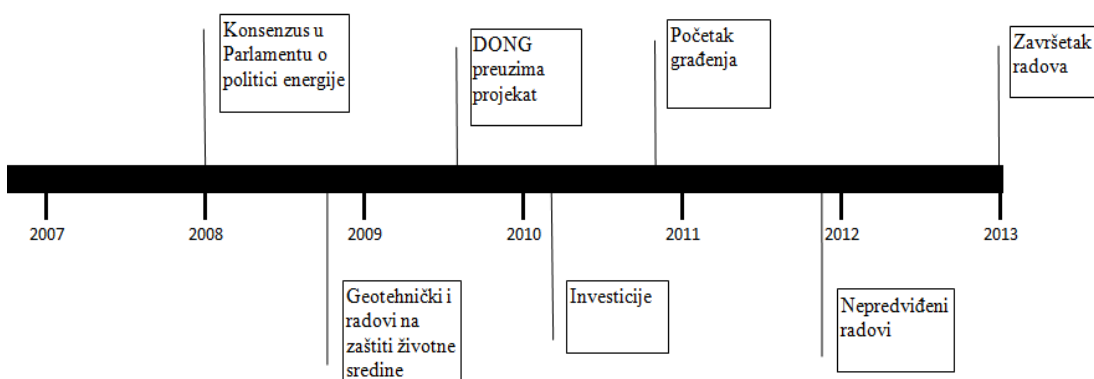 Konsenzus u
Parlamentu o
politici energije
DONG
preuzima
projekat
Početak
građenja
Završetak
radova
2007
2008
2009
2010
2011
2012
2013
Geotehnički i
radovi na
zaštiti životne
sredine
Investicije
Nepredviđeni
radovi